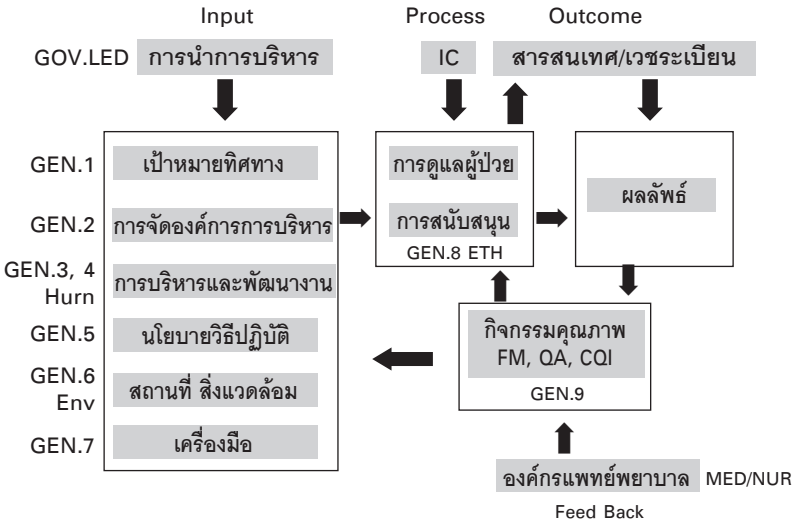 Input Process Outcome
GOV.LED การนำการบริหาร IC สารสนเทศ/เวชระเบียน
GEN.1 เป้าหมายทิศทาง
GEN.2 การจัดองค์การการบริหาร
GEN.3, 4 การบริหารและพัฒนางาน
Hurn
GEN.5 นโยบายวิธีปฏิบัติ
GEN.6 สถานที่ สิ่งแวดล้อม
Env
GEN.7 เครื่องมือ
การดูแลผู้ป่วย
การสนับสนุน
GEN.8 ETH
ผลลัพธ์
กิจกรรมคุณภาพ
FM, QA, CQI
GEN.9
องค์กรแพทย์พยาบาล MED/NUR
Feed Back